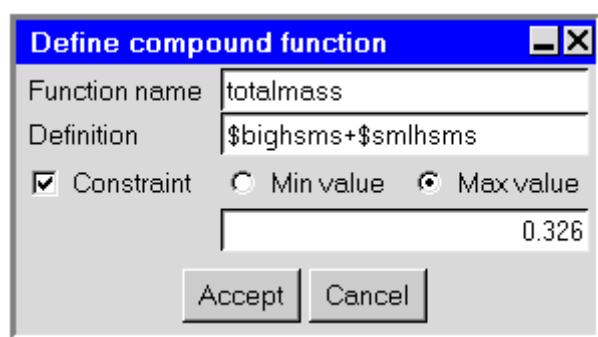 Define compound function
Function name totalmass
Definition $bighsms+$smlhsms
Constraint Min value Max value
0.326
Accept Cancel